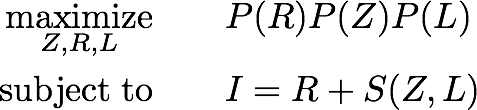 maximize P(R)P(Z)P(L)
Z,R,L
subject to I = R + S(Z, L)